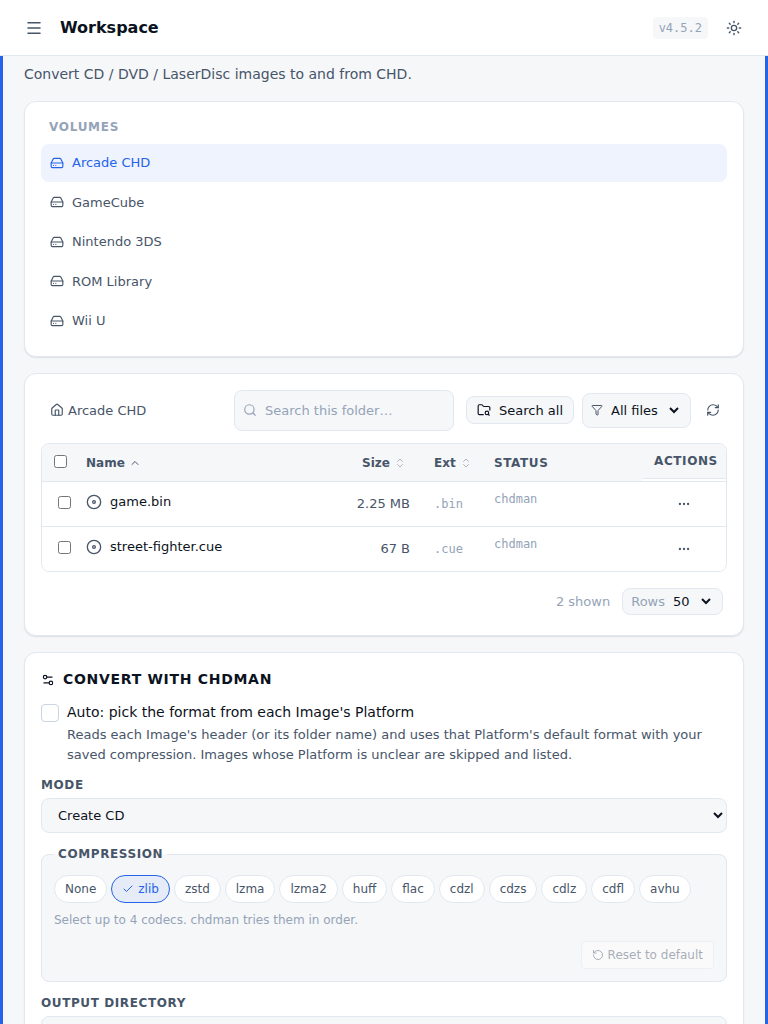 Workspace
v4.5.2
Convert CD / DVD / LaserDisc images to and from CHD.
VOLUMES
Arcade CHD
GameCube
Nintendo 3DS
ROM Library
Wii U
Arcade CHD
Search this folder…
Search all
All files
Name Size Ext STATUS ACTIONS
game.bin 2.25 MB .bin chdman
street-fighter.cue 67 B .cue chdman
2 shown Rows 50
CONVERT WITH CHDMAN
Auto: pick the format from each Image's Platform
Reads each Image's header (or its folder name) and uses that Platform's default format with your
saved compression. Images whose Platform is unclear are skipped and listed.
MODE
Create CD
COMPRESSION
None zlib zstd lzma lzma2 huff flac cdzl cdzs cdlz cdfl avhu
Select up to 4 codecs. chdman tries them in order.
Reset to default
OUTPUT DIRECTORY